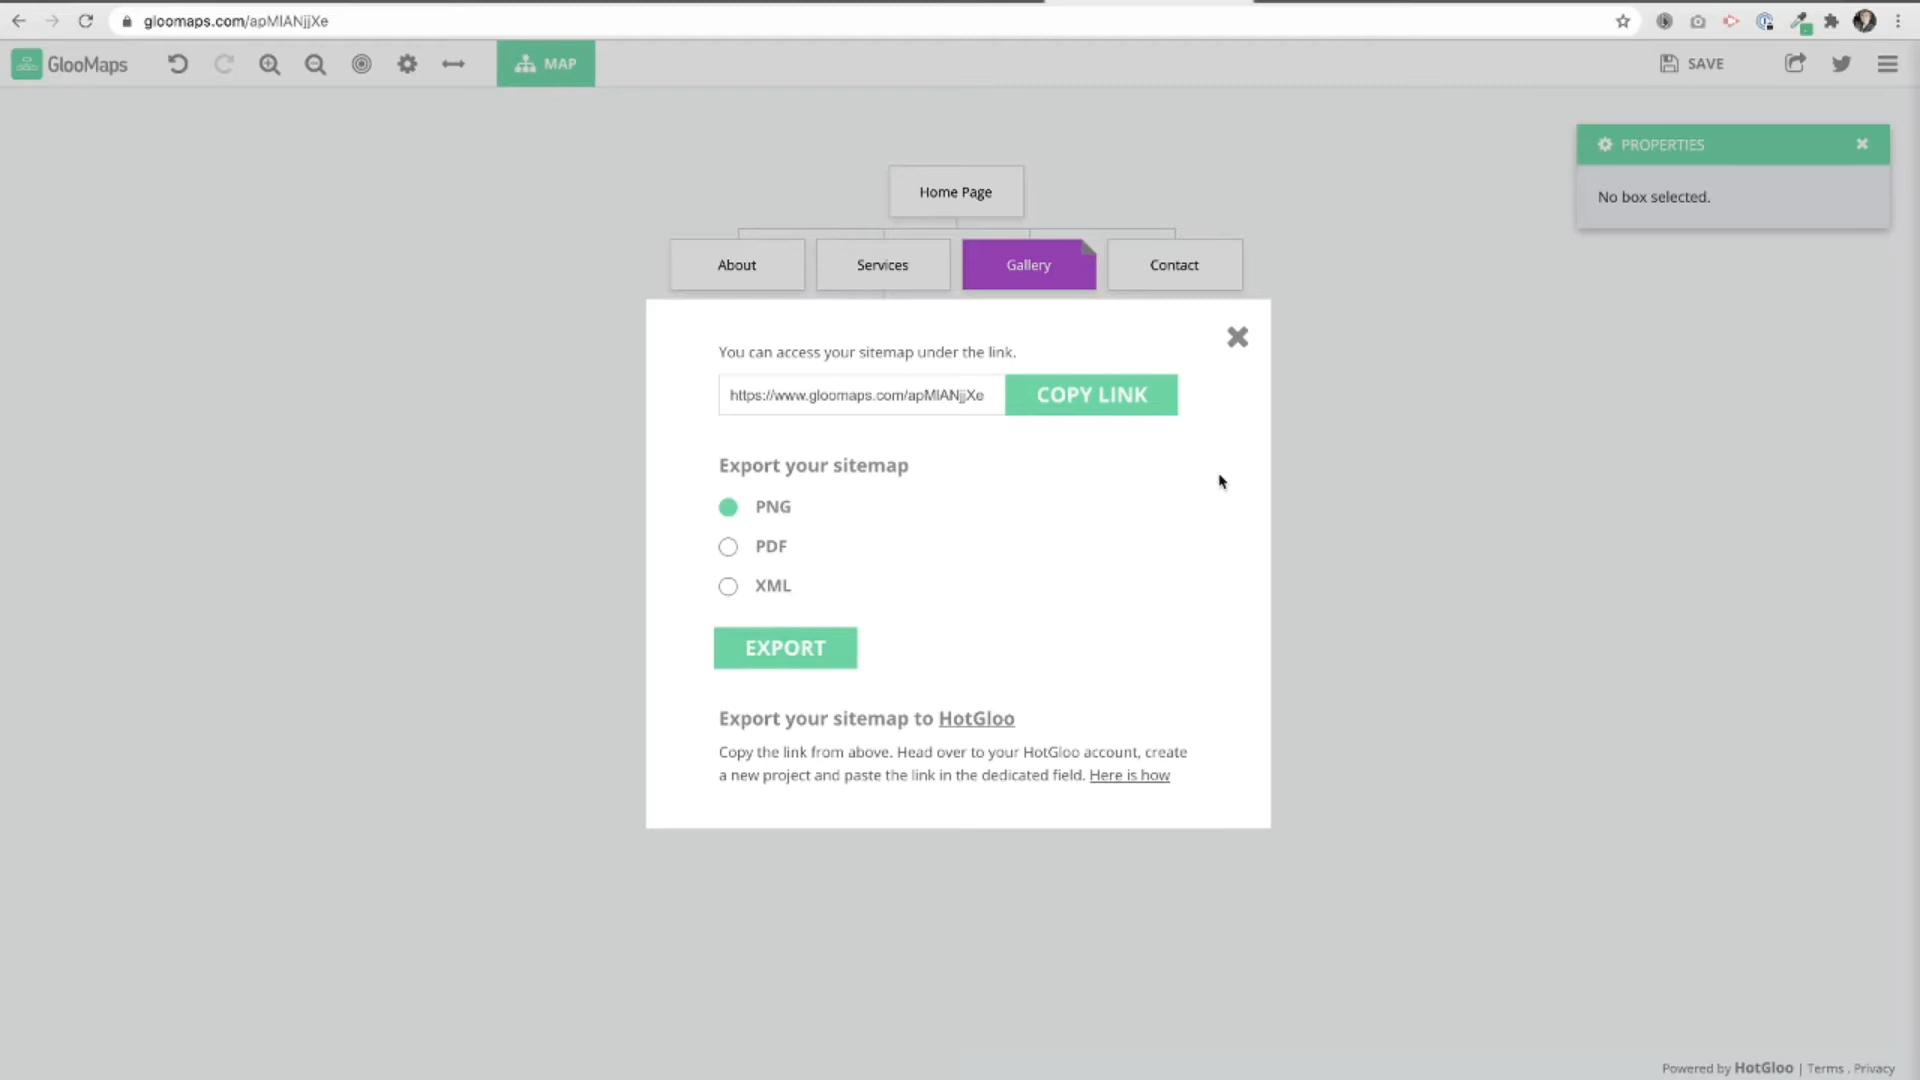 gloomaps.com/apMlANjjXe
GlooMaps
MAP
SAVE
PROPERTIES
No box selected.
Home Page
About
Services
Gallery
Contact
You can access your sitemap under the link.
https://www.gloomaps.com/apMlANjjXe
COPY LINK
Export your sitemap
PNG
PDF
XML
EXPORT
Export your sitemap to HotGloo
Copy the link from above. Head over to your HotGloo account, create
a new project and paste the link in the dedicated field. Here is how
Powered by HotGloo | Terms . Privacy